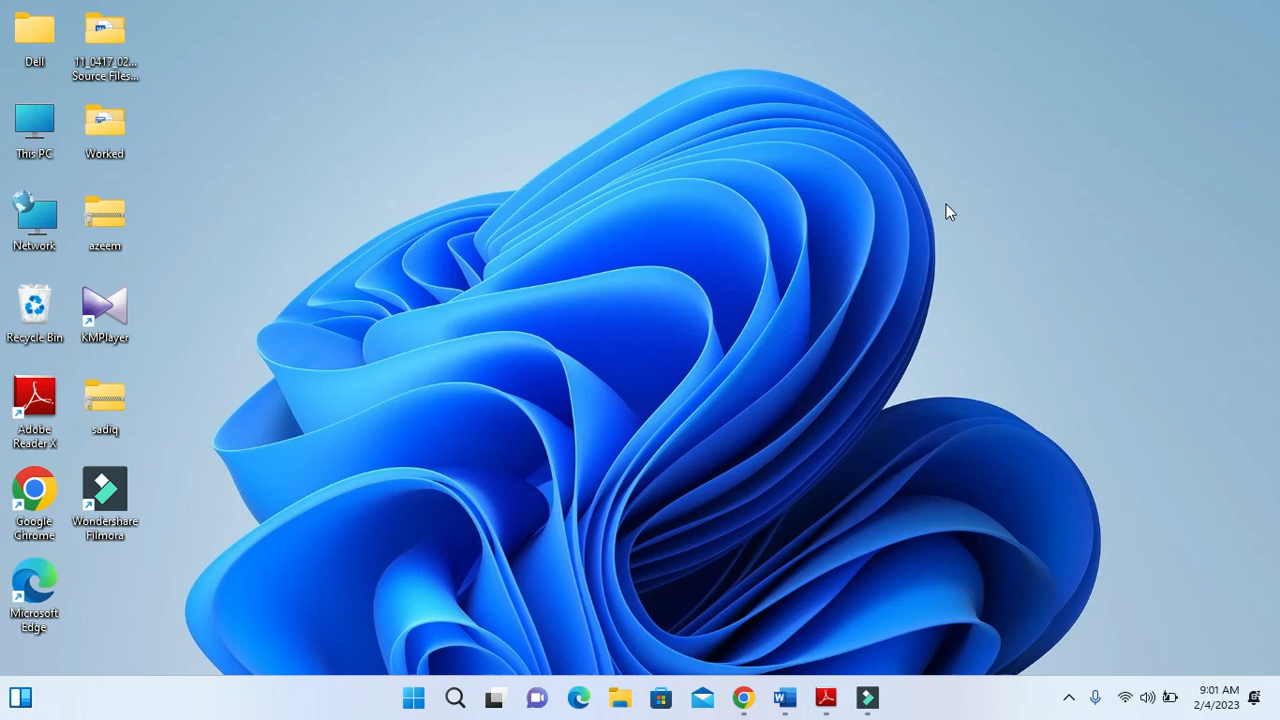 Dell
11_0417_02...
Source Files...
This PC
Worked
Network
azeem
Recycle Bin
KMPlayer
Adobe
Reader X
sadiq
Google
Chrome
Wondershare
Filmora
Microsoft
Edge
9:01 AM
2/4/2023